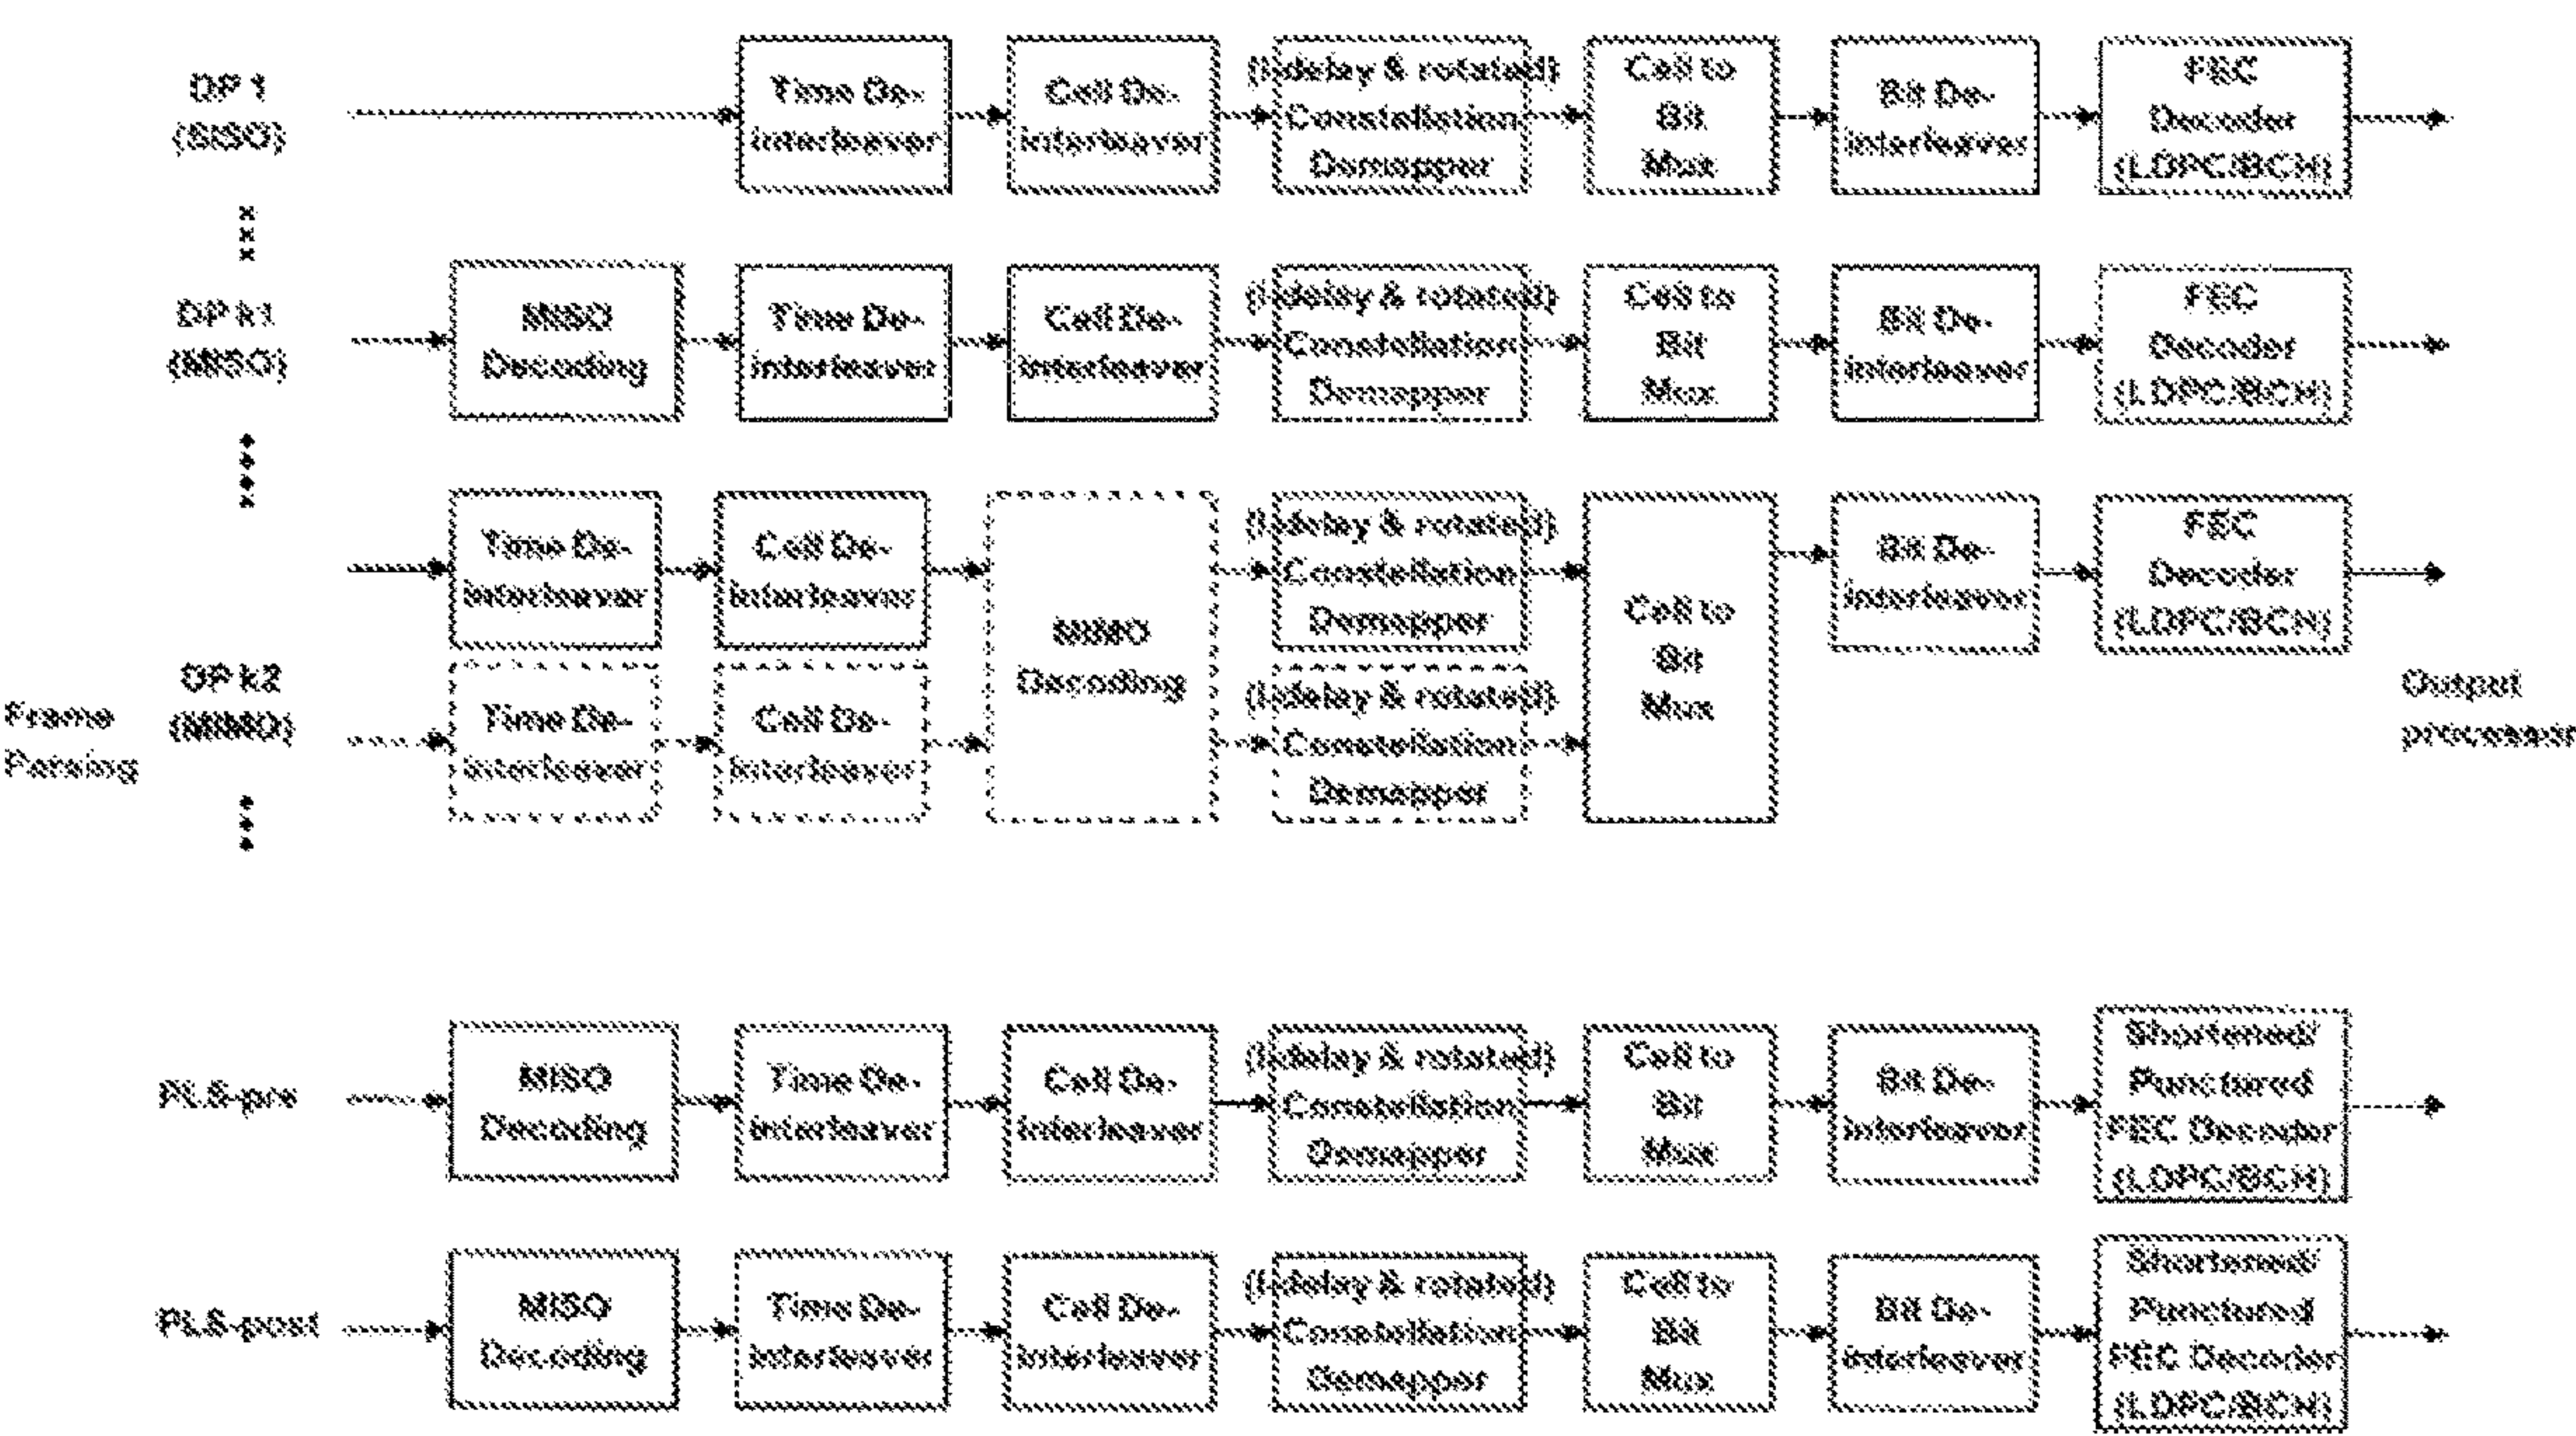 DP 1
(SISO)
Time De-
interleaver
Cell De-
interleaver
(I-delay & rotated)
Constellation
Demapper
Cell to
Bit
Mux
Bit De-
interleaver
FEC
Decoder
(LDPC/BCH)
DP k1
(MISO)
MISO
Decoding
Time De-
interleaver
Cell De-
interleaver
(I-delay & rotated)
Constellation
Demapper
Cell to
Bit
Mux
Bit De-
interleaver
FEC
Decoder
(LDPC/BCH)
Frame
Parsing
DP k2
(MIMO)
Time De-
interleaver
Cell De-
interleaver
Time De-
interleaver
Cell De-
interleaver
MIMO
Decoding
(I-delay & rotated)
Constellation
Demapper
(I-delay & rotated)
Constellation
Demapper
Cell to
Bit
Mux
Bit De-
interleaver
FEC
Decoder
(LDPC/BCH)
Output
processor
PLS-pre
MISO
Decoding
Time De-
interleaver
Cell De-
interleaver
(I-delay & rotated)
Constellation
Demapper
Cell to
Bit
Mux
Bit De-
interleaver
Shortened/
Punctured
FEC Decoder
(LDPC/BCH)
PLS-post
MISO
Decoding
Time De-
interleaver
Cell De-
interleaver
(I-delay & rotated)
Constellation
Demapper
Cell to
Bit
Mux
Bit De-
interleaver
Shortened/
Punctured
FEC Decoder
(LDPC/BCH)